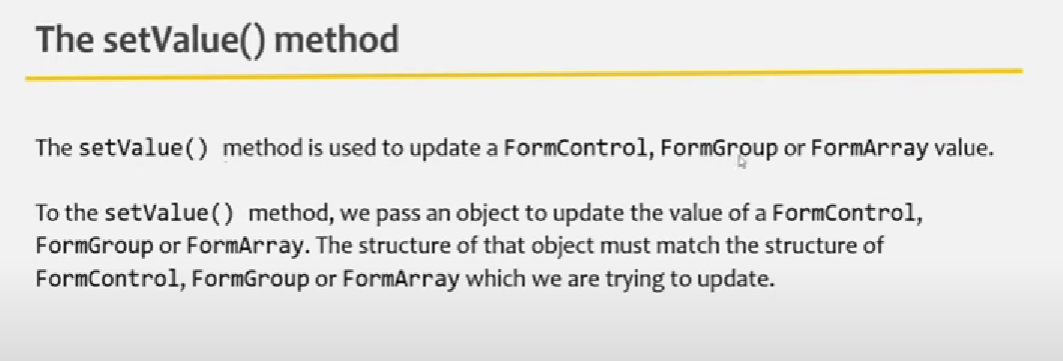 The setValue() method
The setValue() method is used to update a FormControl, FormGroup or FormArray value.
To the setValue() method, we pass an object to update the value of a FormControl,
FormGroup or FormArray. The structure of that object must match the structure of
FormControl, FormGroup or FormArray which we are trying to update.